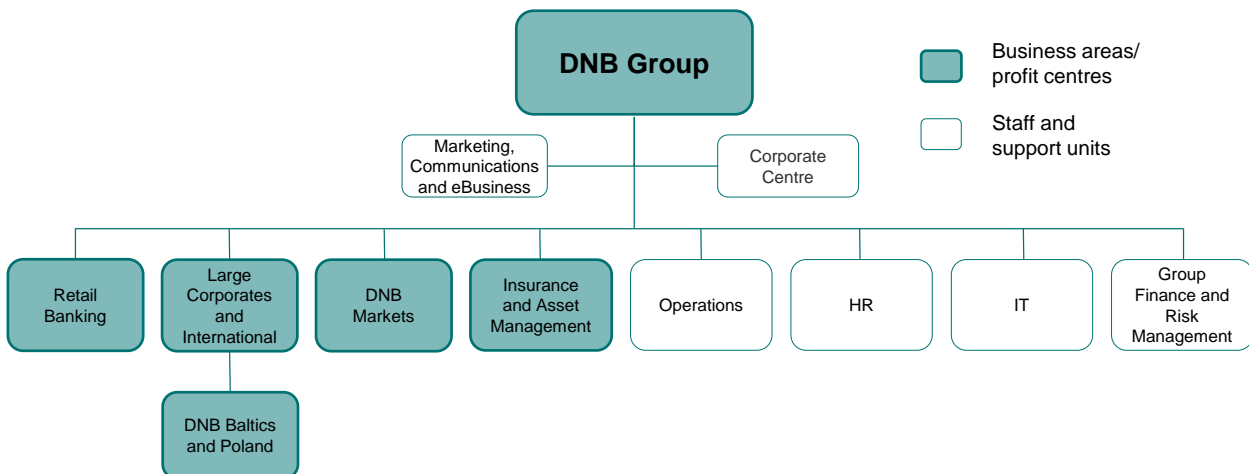 DNB Group
Business areas/
profit centres
Staff and
support units
Marketing,
Communications
and eBusiness
Corporate
Centre
Retail
Banking
Large
Corporates
and
International
DNB
Markets
Insurance
and Asset
Management
Operations
HR
IT
Group
Finance and
Risk
Management
DNB Baltics
and Poland